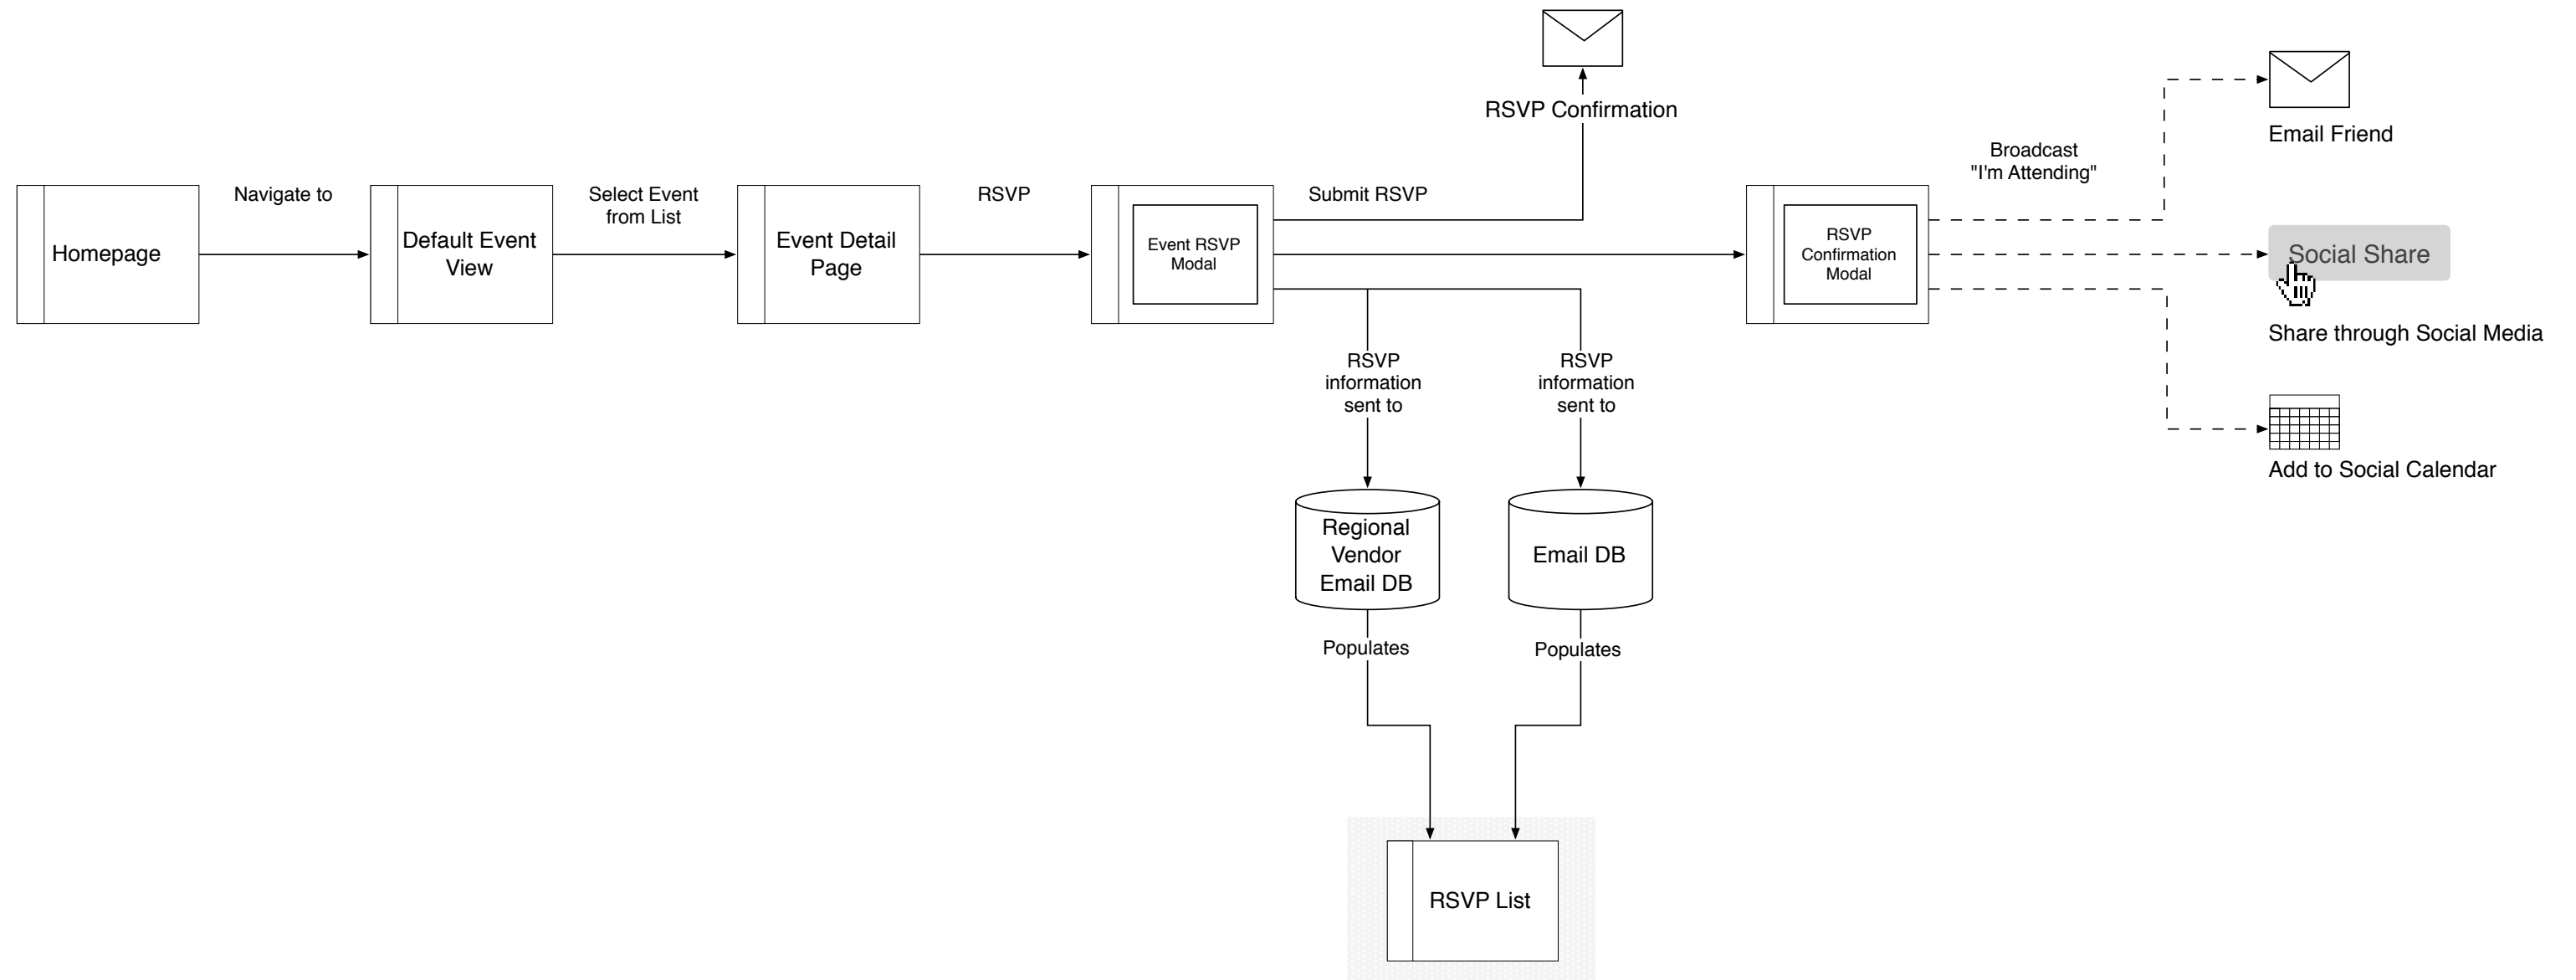 RSVP Confirmation
Email Friend
Broadcast
"I'm Attending"
Homepage
Navigate to
Default Event
View
Select Event
from List
Event Detail
Page
RSVP
Event RSVP
Modal
Submit RSVP
RSVP
Confirmation
Modal
Social Share
Share through Social Media
Add to Social Calendar
RSVP
information
sent to
RSVP
information
sent to
Regional
Vendor
Email DB
Email DB
Populates
Populates
RSVP List